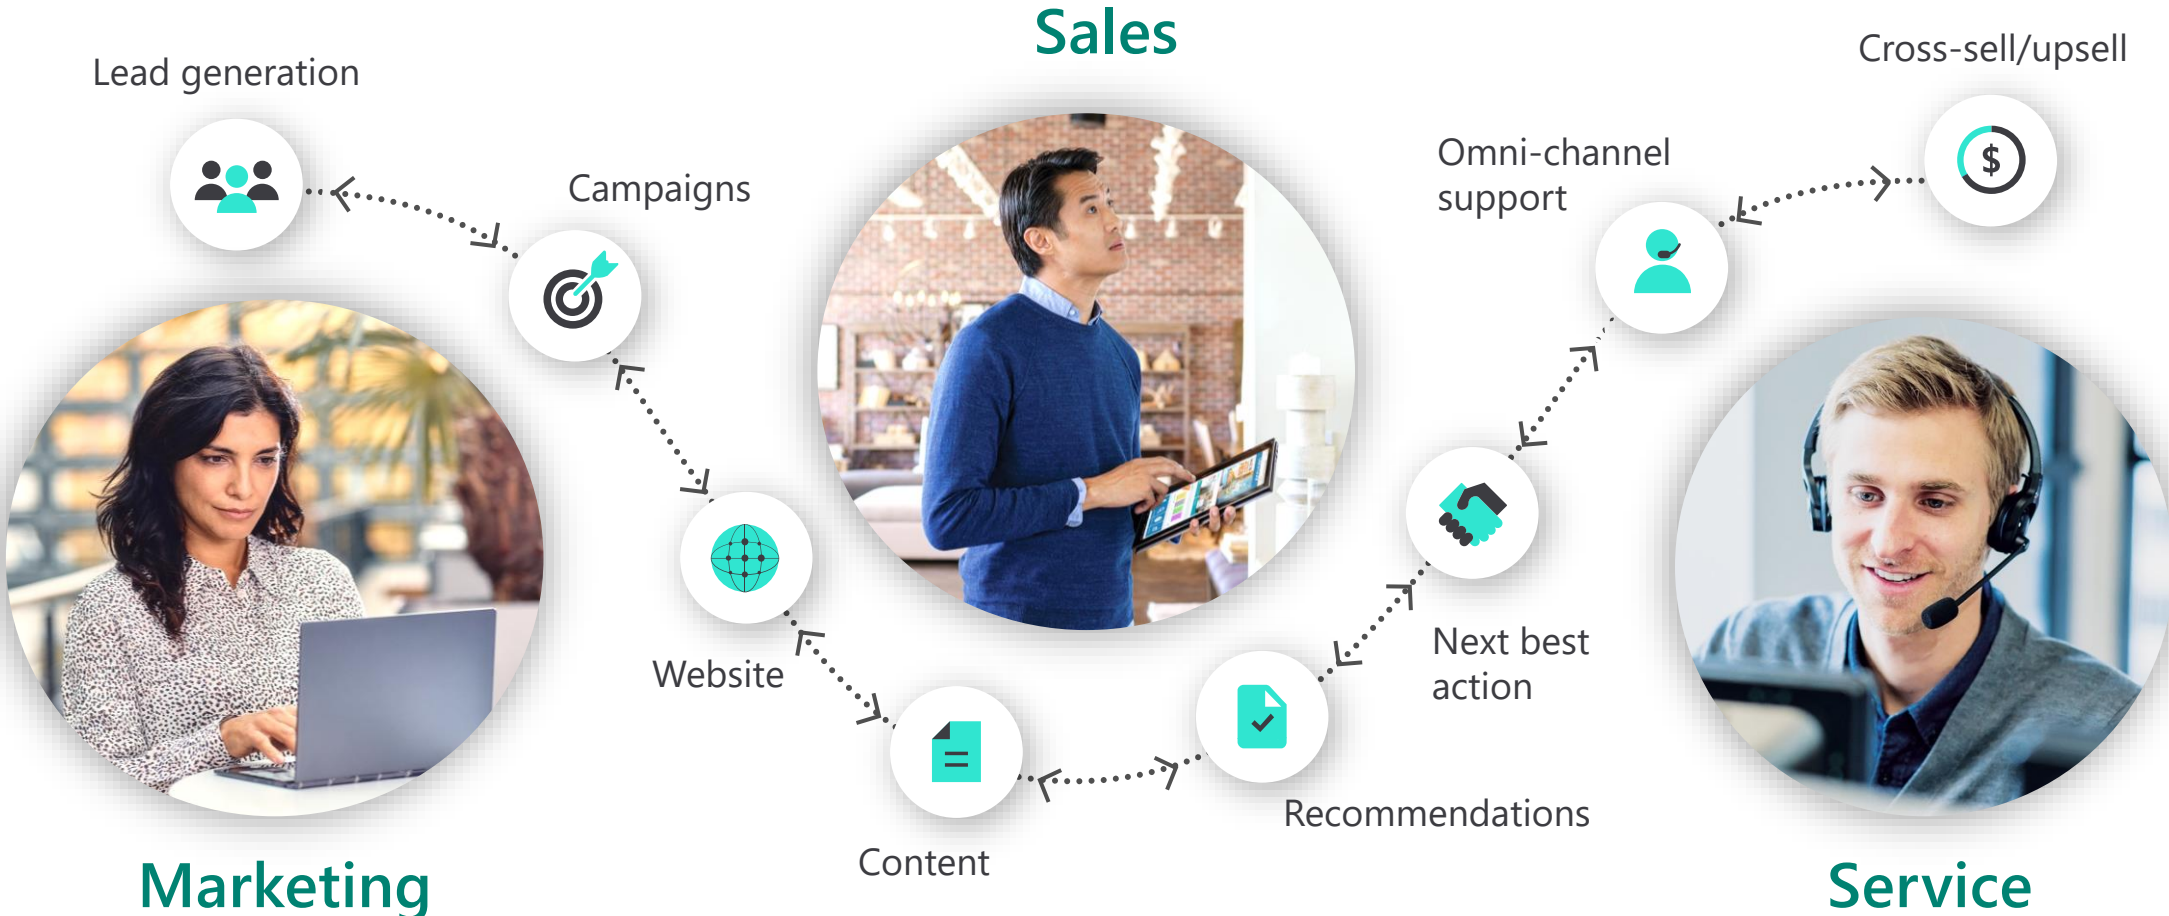 Sales
Lead generation
Cross-sell/upsell
Campaigns
Omni-channel
support
$
Website
Next best
action
Recommendations
Content
Marketing
Service